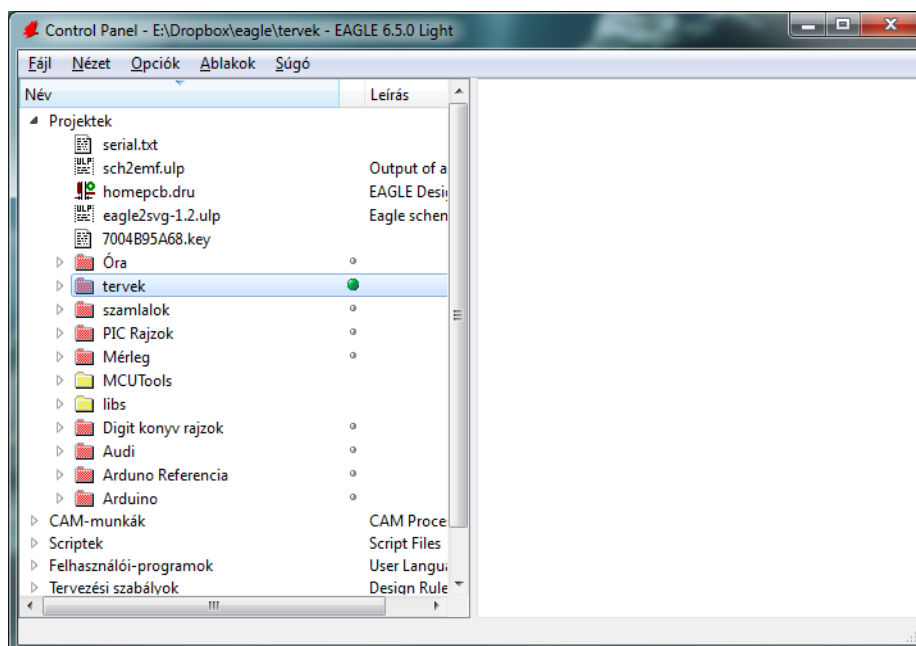 Control Panel - E:\Dropbox\eagle\tervek - EAGLE 6.5.0 Light
Fájl Nézet Opciók Ablakok Súgó
Név Leírás
Projektek
serial.txt
sch2emf.ulp Output of a
homepcb.dru EAGLE Desi
eagle2svg-1.2.ulp Eagle schen
7004B95A68.key
Óra
tervek
szamlalok
PIC Rajzok
Mérleg
MCUTools
libs
Digit konyv rajzok
Audi
Arduno Referencia
Arduino
CAM-munkák CAM Proce
Scriptek Script Files
Felhasználói-programok User Langu
Tervezési szabályok Design Rule